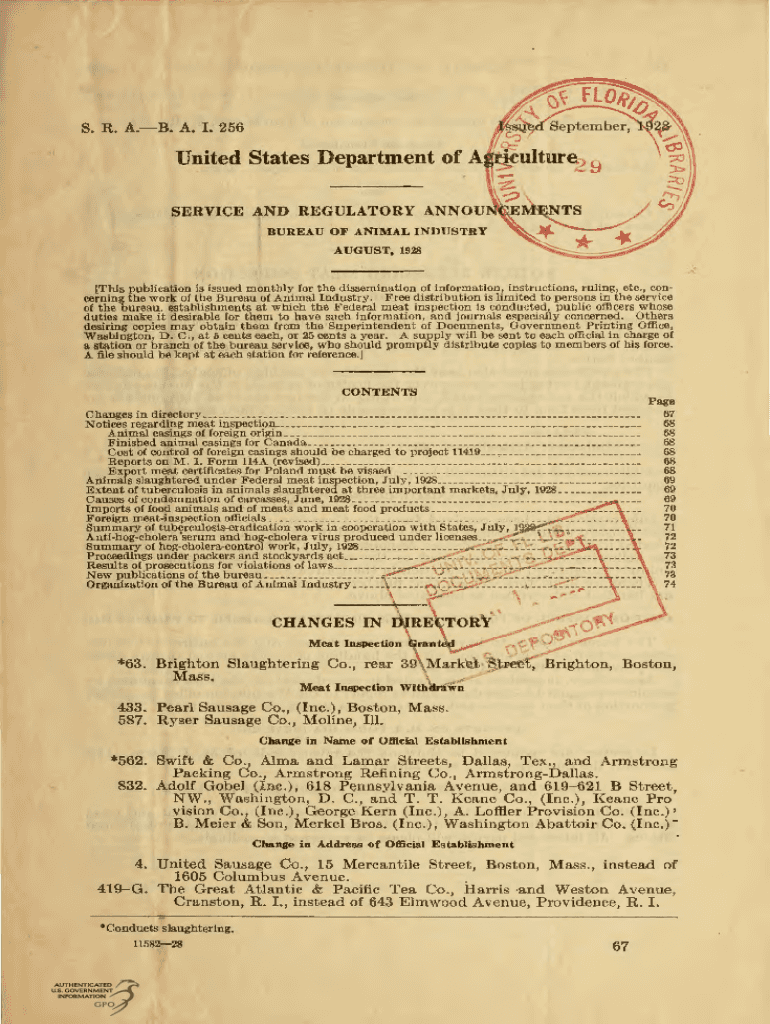 S. R. A.—B. A. I. 256 Issued September, 1928
United States Department of Agriculture
SERVICE AND REGULATORY ANNOUNCEMENTS
BUREAU OF ANIMAL INDUSTRY
AUGUST, 1928
UNIVERSITY OF FLORIDA LIBRARIES
29
[This publication is issued monthly for the dissemination of information, instructions, ruling, etc., con-
cerning the work of the Bureau of Animal Industry. Free distribution is limited to persons in the service
of the bureau, establishments at which the Federal meat inspection is conducted, public officers whose
duties make it desirable for them to have such information, and journals especially concerned. Others
desiring copies may obtain them from the Superintendent of Documents, Government Printing Office,
Washington, D. C., at 5 cents each, or 25 cents a year. A supply will be sent to each official in charge of
a station or branch of the bureau service, who should promptly distribute copies to members of his force.
A file should be kept at each station for reference.]
CONTENTS
Page
Changes in directory 67
Notices regarding meat inspection 68
Animal casings of foreign origin 68
Finished animal casings for Canada 68
Cost of control of foreign casings should be charged to project 11419 68
Reports on M. I. Form 114A (revised) 68
Export meat certificates for Poland must be visaed 68
Animals slaughtered under Federal meat inspection, July, 1928 69
Extent of tuberculosis in animals slaughtered at three important markets, July, 1928 69
Causes of condemnation of carcasses, June, 1928 69
Imports of food animals and of meats and meat food products 70
Foreign meat-inspection officials 70
Summary of tuberculosis-eradication work in cooperation with States, July, 1928 71
Anti-hog-cholera serum and hog-cholera virus produced under licenses 72
Summary of hog-cholera-control work, July, 1928 72
Proceedings under packers and stockyards act 73
Results of prosecutions for violations of laws 73
New publications of the bureau 73
Organization of the Bureau of Animal Industry 74
UNIV. OF FL LIB.
DOCUMENTS DEPT.
U.S. DEPOSITORY
CHANGES IN DIRECTORY
Meat Inspection Granted
*63. Brighton Slaughtering Co., rear 39 Market Street, Brighton, Boston,
Mass.
Meat Inspection Withdrawn
433. Pearl Sausage Co., (Inc.), Boston, Mass.
587. Ryser Sausage Co., Moline, Ill.
Change in Name of Official Establishment
*562. Swift & Co., Alma and Lamar Streets, Dallas, Tex., and Armstrong
Packing Co., Armstrong Refining Co., Armstrong-Dallas.
832. Adolf Gobel (Inc.), 618 Pennsylvania Avenue, and 619–621 B Street,
NW., Washington, D. C., and T. T. Keane Co., (Inc.), Keane Pro
vision Co., (Inc.), George Kern (Inc.), A. Loffler Provision Co. (Inc.),
B. Meier & Son, Merkel Bros. (Inc.), Washington Abattoir Co. (Inc.)
Change in Address of Official Establishment
4. United Sausage Co., 15 Mercantile Street, Boston, Mass., instead of
1605 Columbus Avenue.
419–G. The Great Atlantic & Pacific Tea Co., Harris and Weston Avenue,
Cranston, R. I., instead of 643 Elmwood Avenue, Providence, R. I.
*Conducts slaughtering.
11582—28 67
AUTHENTICATED
U.S. GOVERNMENT
INFORMATION
GPO